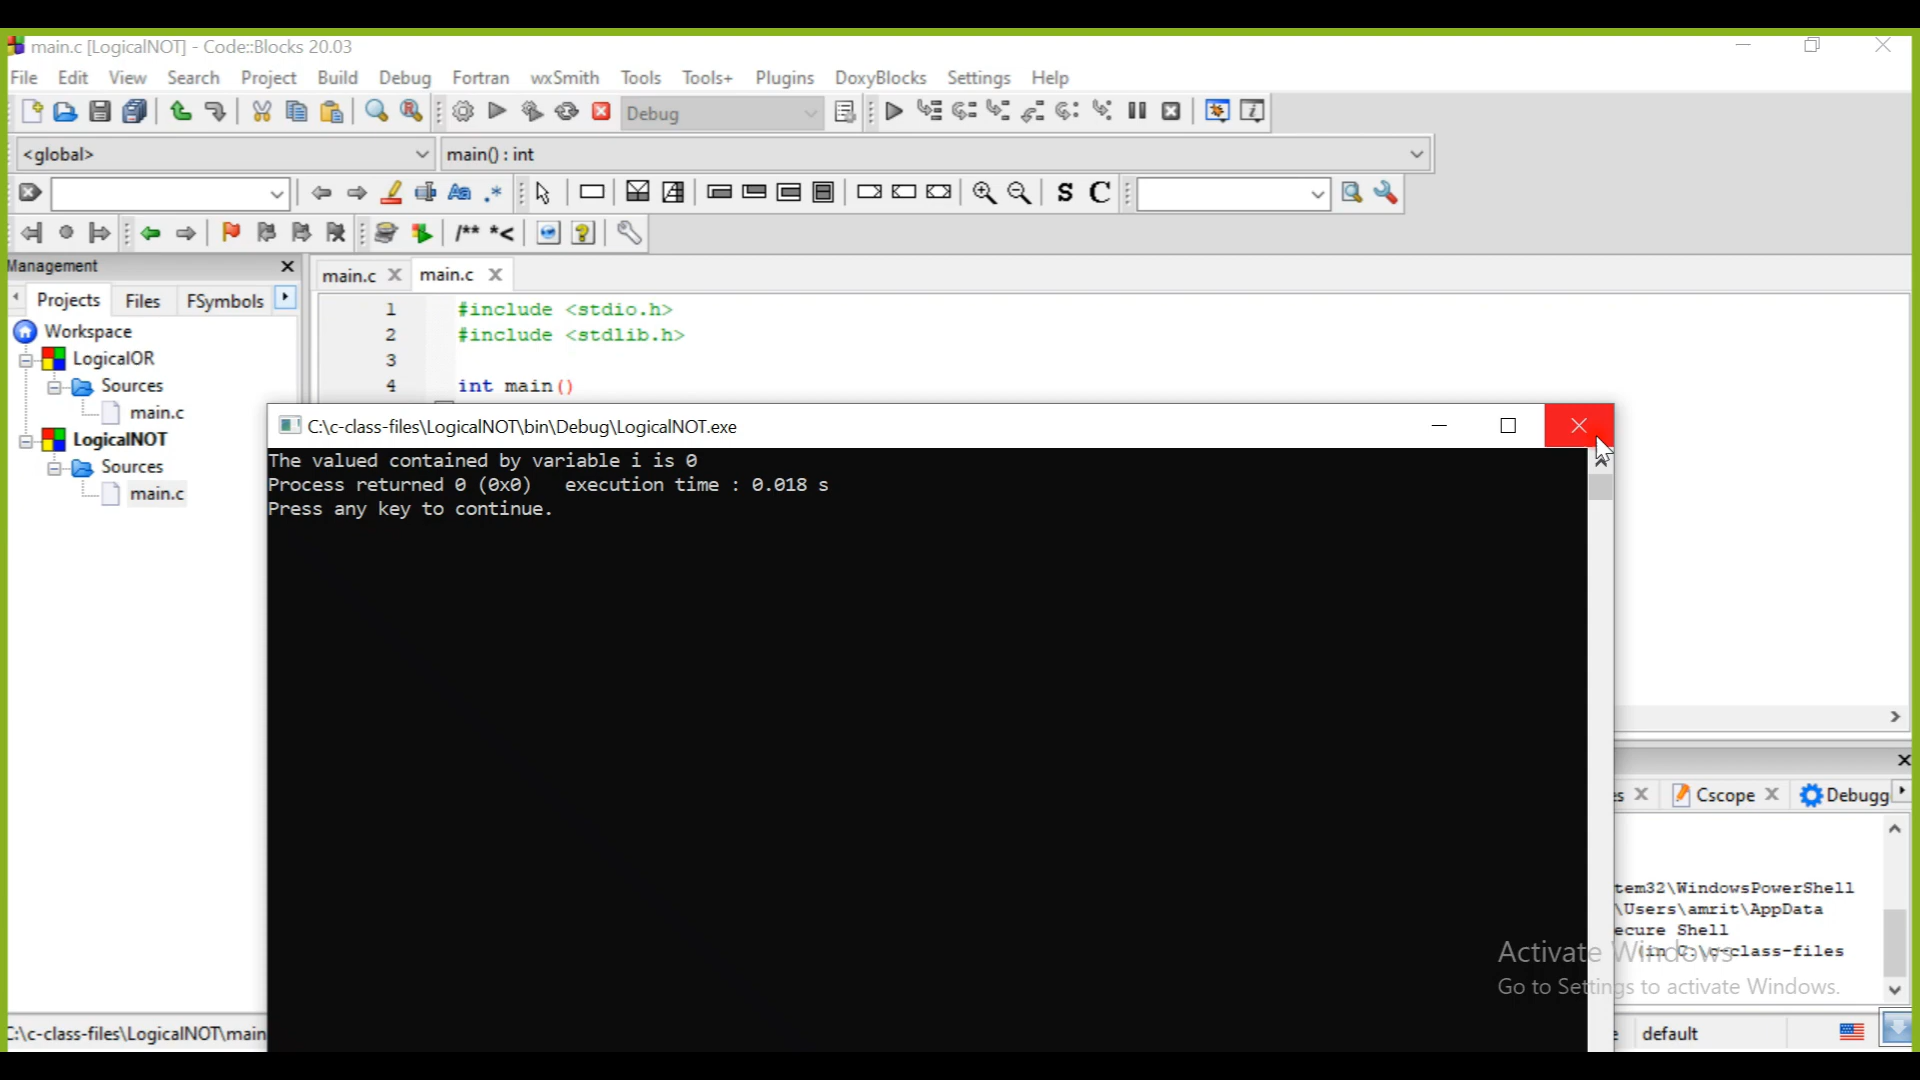 main.c [LogicalNOT] - Code::Blocks 20.03
File Edit View Search Project Build Debug Fortran wxSmith Tools Tools+ Plugins DoxyBlocks Settings Help
Debug
<global> main() : int
S C
/** *<
Management
main.c main.c
Projects Files FSymbols
1 #include <stdio.h>
2 #include <stdlib.h>
3
4 int main()
Workspace
LogicalOR
Sources
main.c
LogicalNOT
Sources
main.c
C:\c-class-files\LogicalNOT\bin\Debug\LogicalNOT.exe
The valued contained by variable i is 0
Process returned 0 (0x0) execution time : 0.018 s
Press any key to continue.
Cscope Debugg
tem32\WindowsPowerShell
\Users\amrit\AppData
ecure Shell
(in C:\c-class-files
Activate Windows
Go to Settings to activate Windows.
:\c-class-files\LogicalNOT\main
default